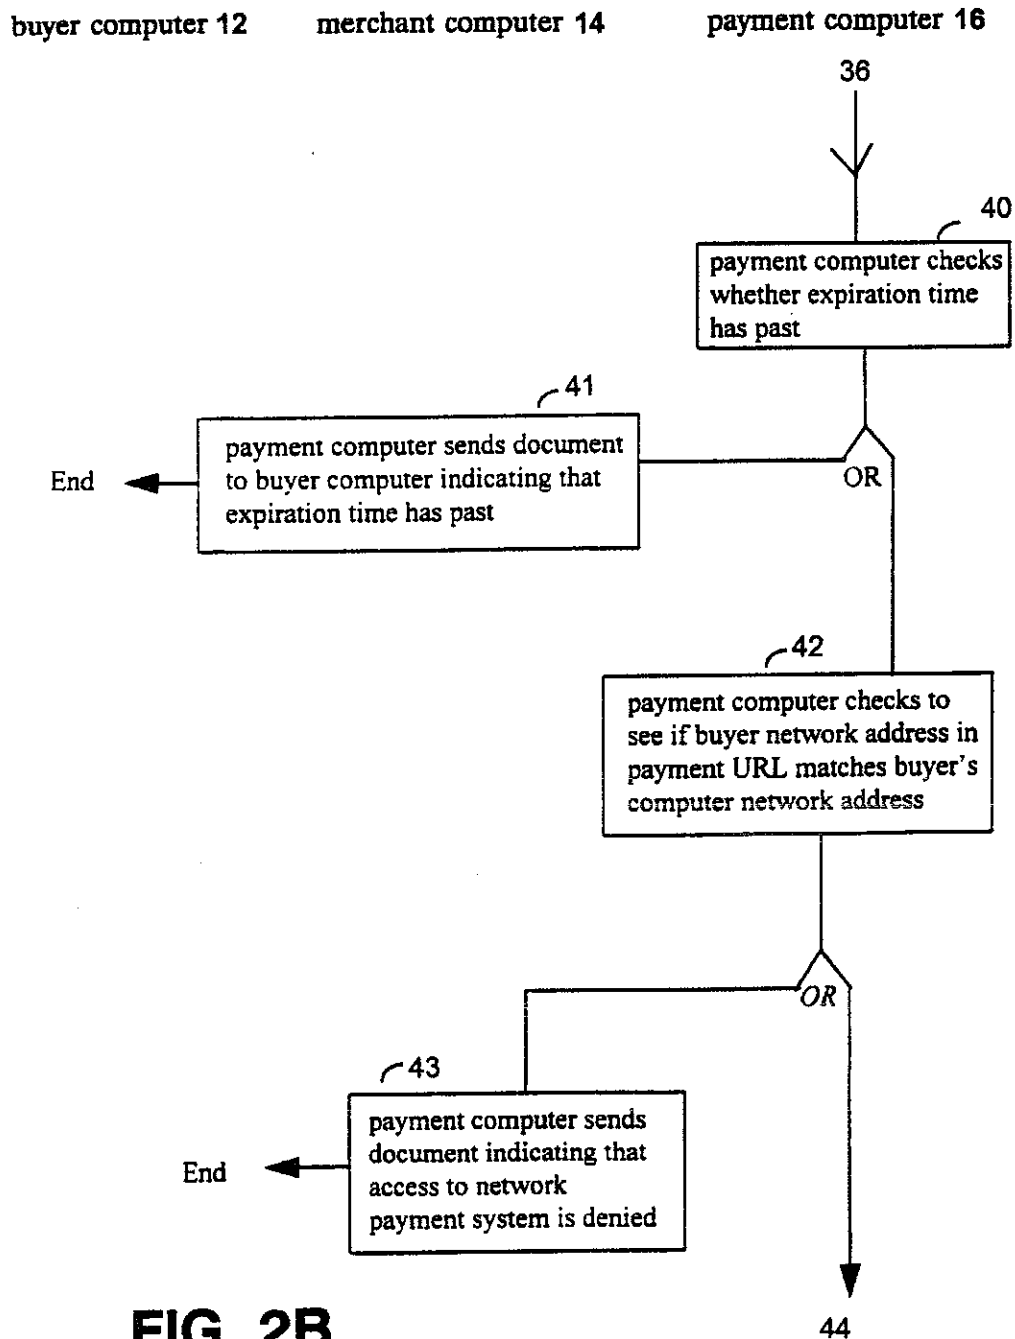 buyer computer 12 merchant computer 14 payment computer 16
36
40
payment computer checks
whether expiration time
has past
41
payment computer sends document
to buyer computer indicating that
expiration time has past
End
OR
42
payment computer checks to
see if buyer network address in
payment URL matches buyer's
computer network address
OR
43
payment computer sends
document indicating that
access to network
payment system is denied
End
44
FIG. 2B